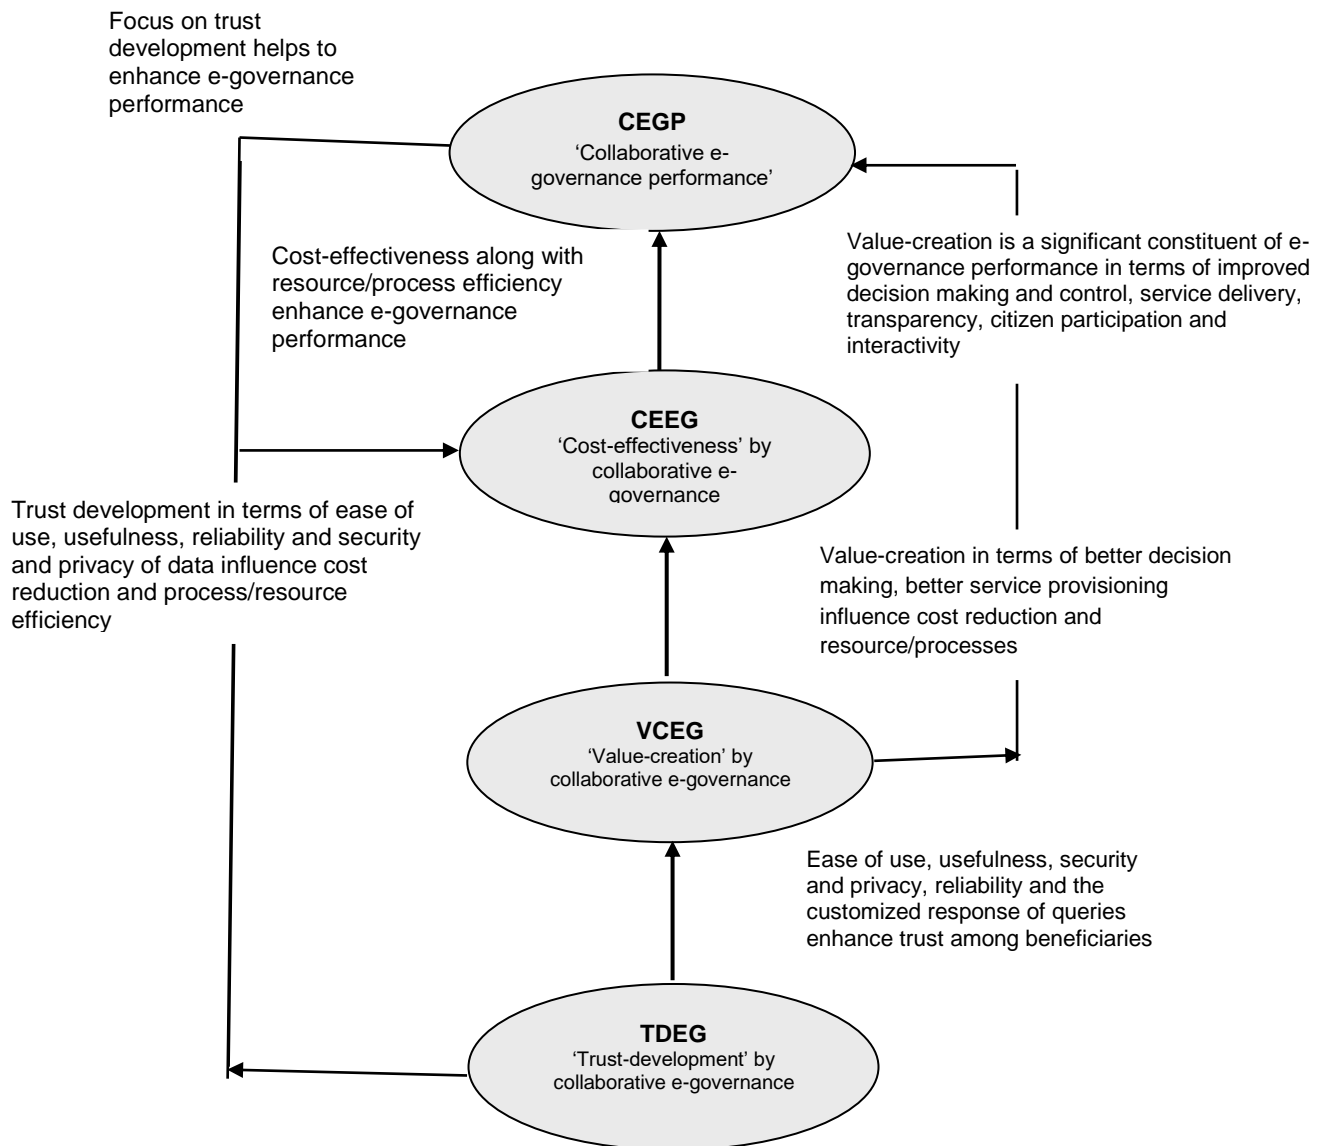 Focus on trust
development helps to
enhance e-governance
performance
CEGP
‘Collaborative e-
governance performance’
Cost-effectiveness along with
resource/process efficiency
enhance e-governance
performance
Value-creation is a significant constituent of e-
governance performance in terms of improved
decision making and control, service delivery,
transparency, citizen participation and
interactivity
CEEG
‘Cost-effectiveness’ by
collaborative e-
governance
Trust development in terms of ease of
use, usefulness, reliability and security
and privacy of data influence cost
reduction and process/resource
efficiency
Value-creation in terms of better decision
making, better service provisioning
influence cost reduction and
resource/processes
VCEG
‘Value-creation’ by
collaborative e-governance
Ease of use, usefulness, security
and privacy, reliability and the
customized response of queries
enhance trust among beneficiaries
TDEG
‘Trust-development’ by
collaborative e-governance